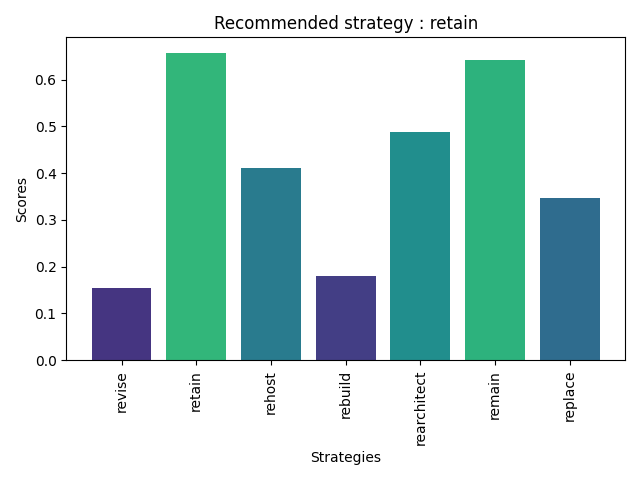 Recommended strategy : retain
Scores
0.6
0.5
0.4
0.3
0.2
0.1
0.0
revise
retain
rehost
rebuild
rearchitect
remain
replace
Strategies